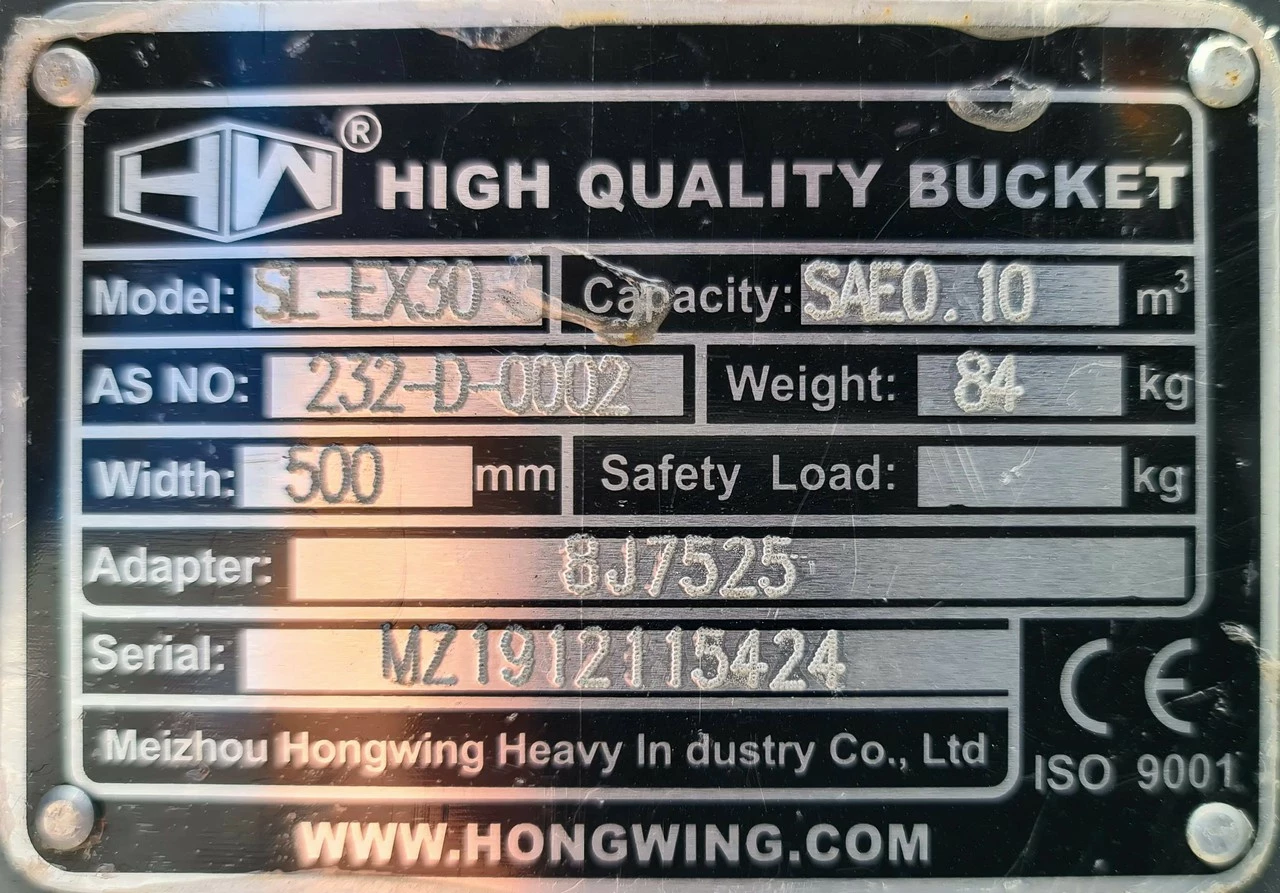 HW® HIGH QUALITY BUCKET
Model: SL-EX30 Capacity: SAE0.10 m³
AS NO: 232-D-0002 Weight: 84 kg
Width: 500 mm Safety Load: kg
Adapter: 8J7525
Serial: MZ1912115424
CE
Meizhou Hongwing Heavy In dustry Co., Ltd
ISO 9001
WWW.HONGWING.COM